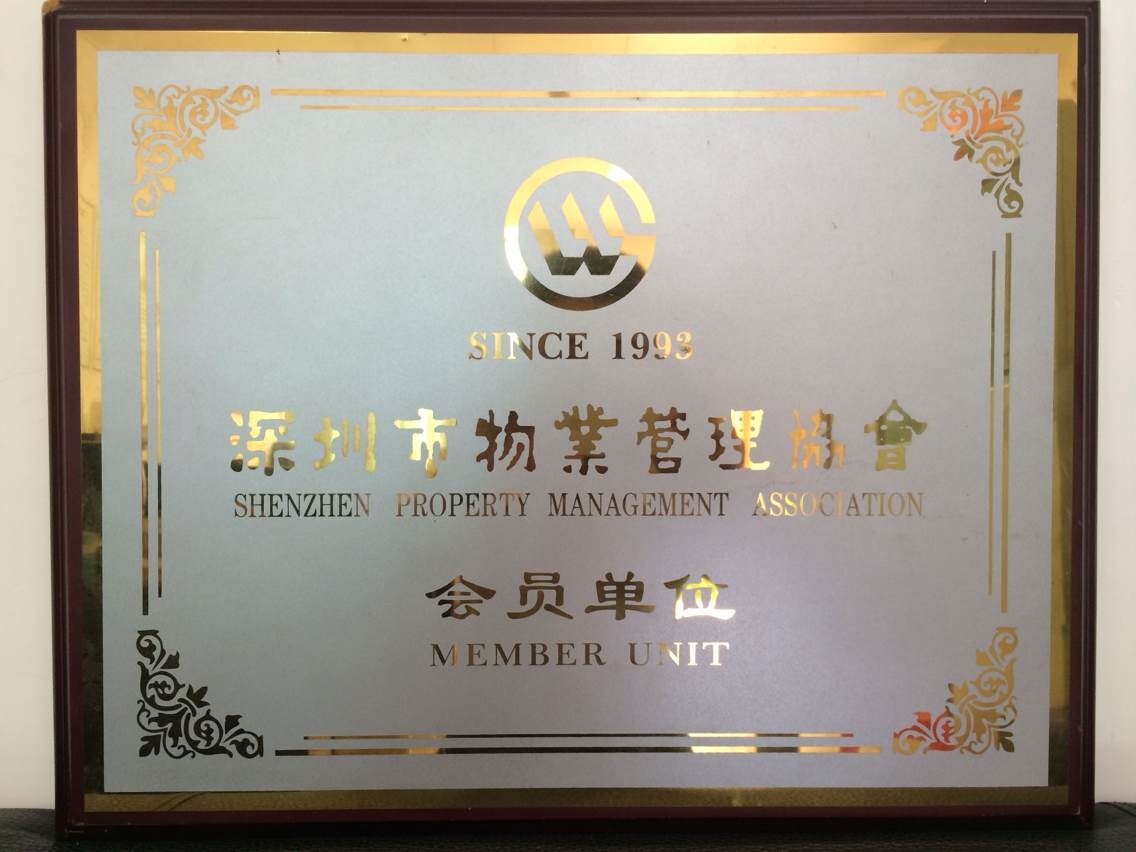 SINCE 1993
深圳市物業管理協會
SHENZHEN PROPERTY MANAGEMENT ASSOCIATION
会员单位
MEMBER UNIT